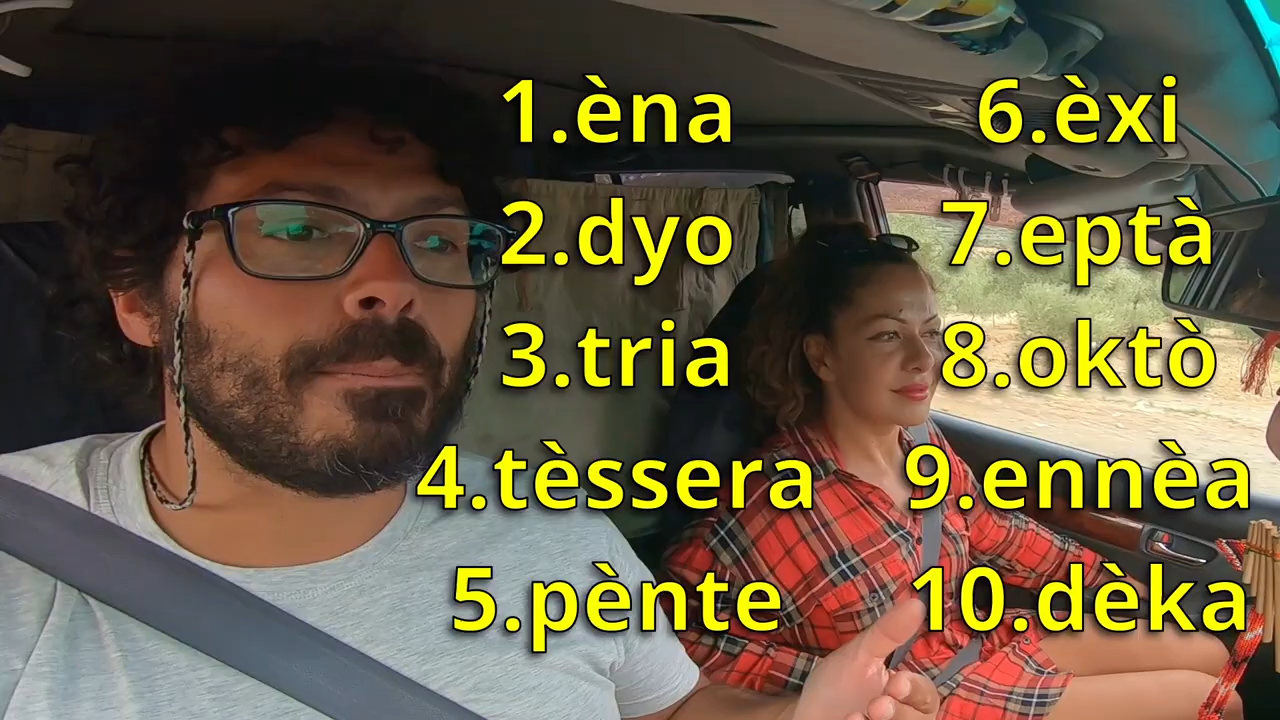 1.èna
2.dyo
3.tria
4.tèssera
5.pènte
6.èxi
7.eptà
8.oktò
9.ennèa
10.dèka